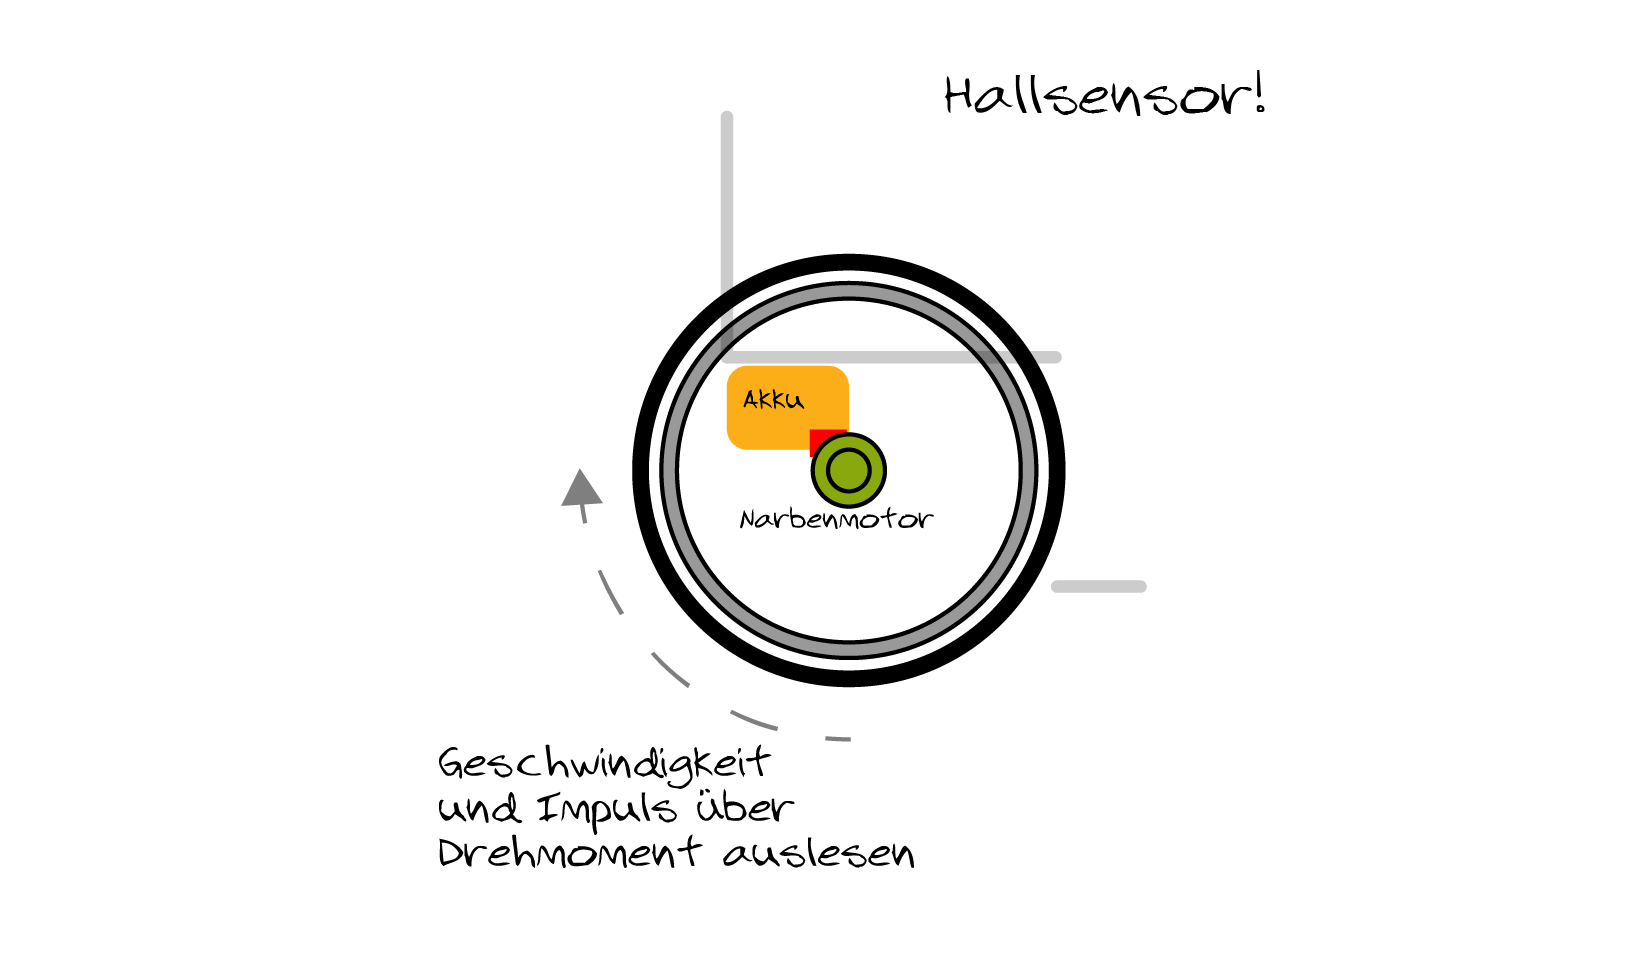 Hallsensor!
Akku
Narbenmotor
Geschwindigkeit
und Impuls über
Drehmoment auslesen